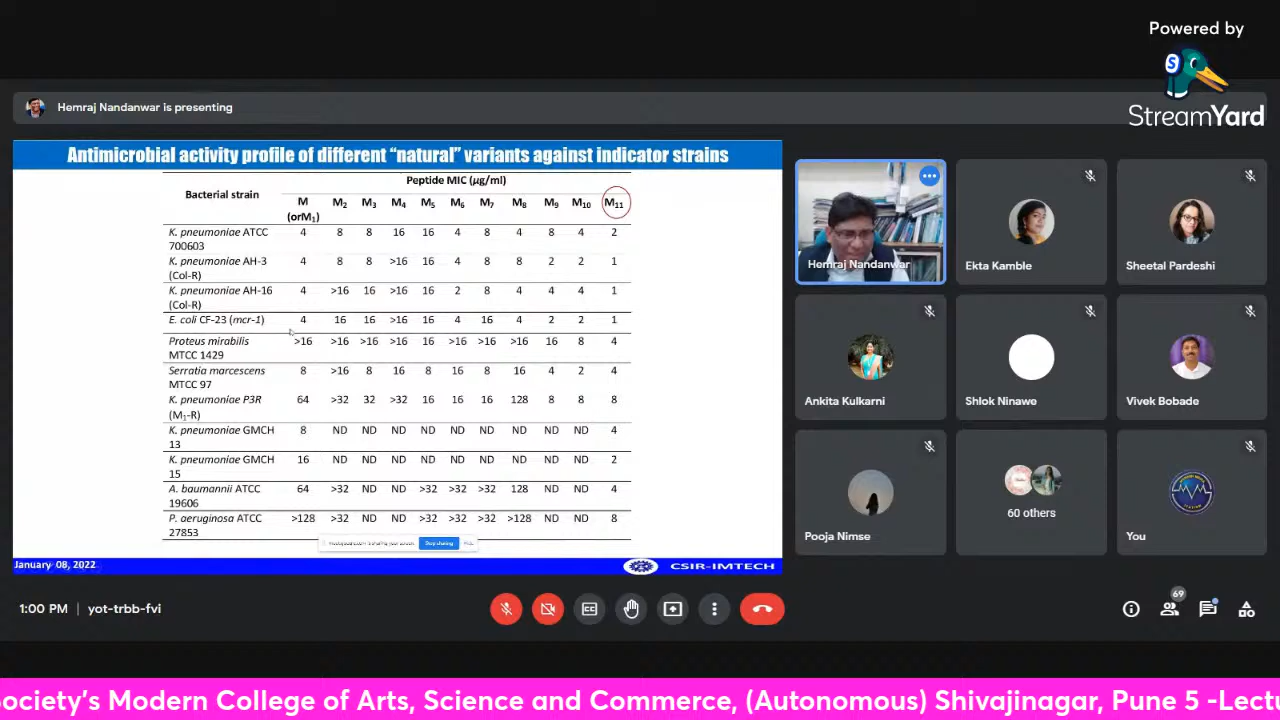 Powered by
StreamYard
Hemraj Nandanwar is presenting
Antimicrobial activity profile of different “natural” variants against indicator strains
Bacterial strain Peptide MIC (µg/ml)
M (orM1) M2 M3 M4 M5 M6 M7 M8 M9 M10 M11
K. pneumoniae ATCC 700603 4 8 8 16 16 4 8 4 8 4 2
K. pneumoniae AH-3 (Col-R) 4 8 8 >16 16 4 8 8 2 2 1
K. pneumoniae AH-16 (Col-R) 4 >16 16 >16 16 2 8 4 4 4 1
E. coli CF-23 (mcr-1) 4 16 16 >16 16 4 16 4 2 2 1
Proteus mirabilis MTCC 1429 >16 >16 >16 >16 16 >16 >16 >16 16 8 4
Serratia marcescens MTCC 97 8 >16 8 16 8 16 8 16 4 2 4
K. pneumoniae P3R (M1-R) 64 >32 32 >32 16 16 16 128 8 8 8
K. pneumoniae GMCH 13 8 ND ND ND ND ND ND ND ND ND 4
K. pneumoniae GMCH 15 16 ND ND ND ND ND ND ND ND ND 2
A. baumannii ATCC 19606 64 >32 ND ND >32 >32 >32 128 ND ND 4
P. aeruginosa ATCC 27853 >128 >32 ND ND >32 >32 >32 >128 ND ND 8
Stop sharing
January 08, 2022
CSIR-IMTECH
Hemraj Nandanwar
Ekta Kamble
Sheetal Pardeshi
Ankita Kulkarni
Shlok Ninawe
Vivek Bobade
Pooja Nimse
60 others
You
1:00 PM | yot-trbb-fvi
69
ociety's Modern College of Arts, Science and Commerce, (Autonomous) Shivajinagar, Pune 5 -Lectu